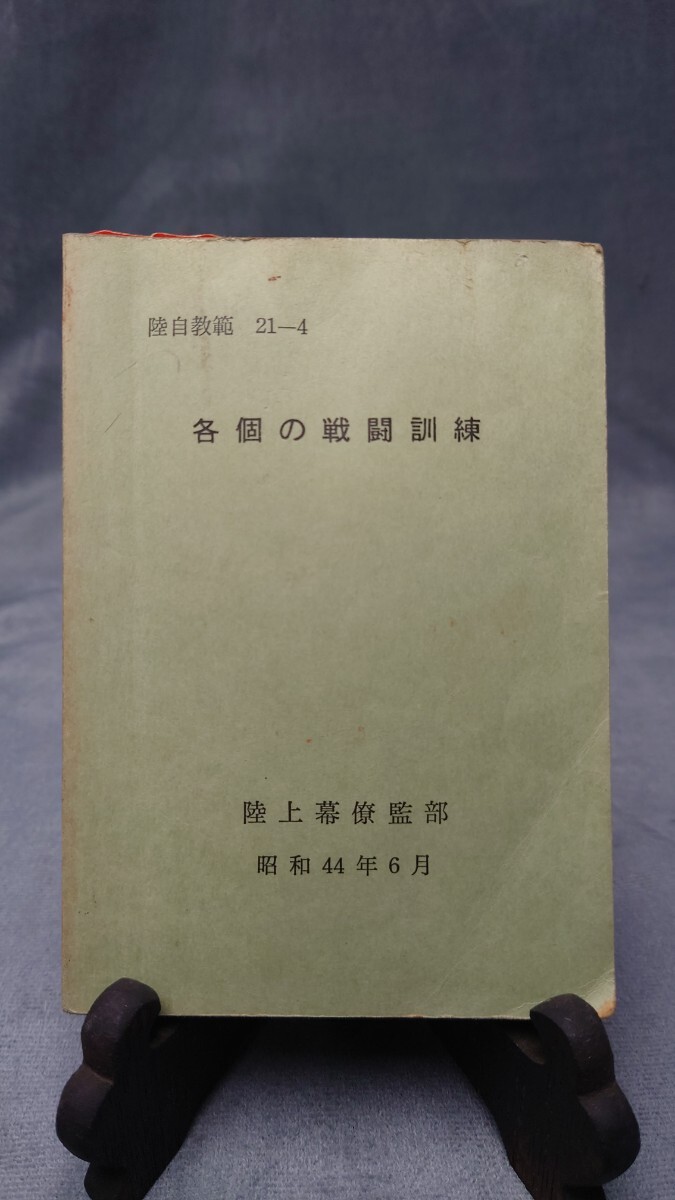 陸自教範 21—4
各個の戦闘訓練
陸上幕僚監部
昭和44年6月